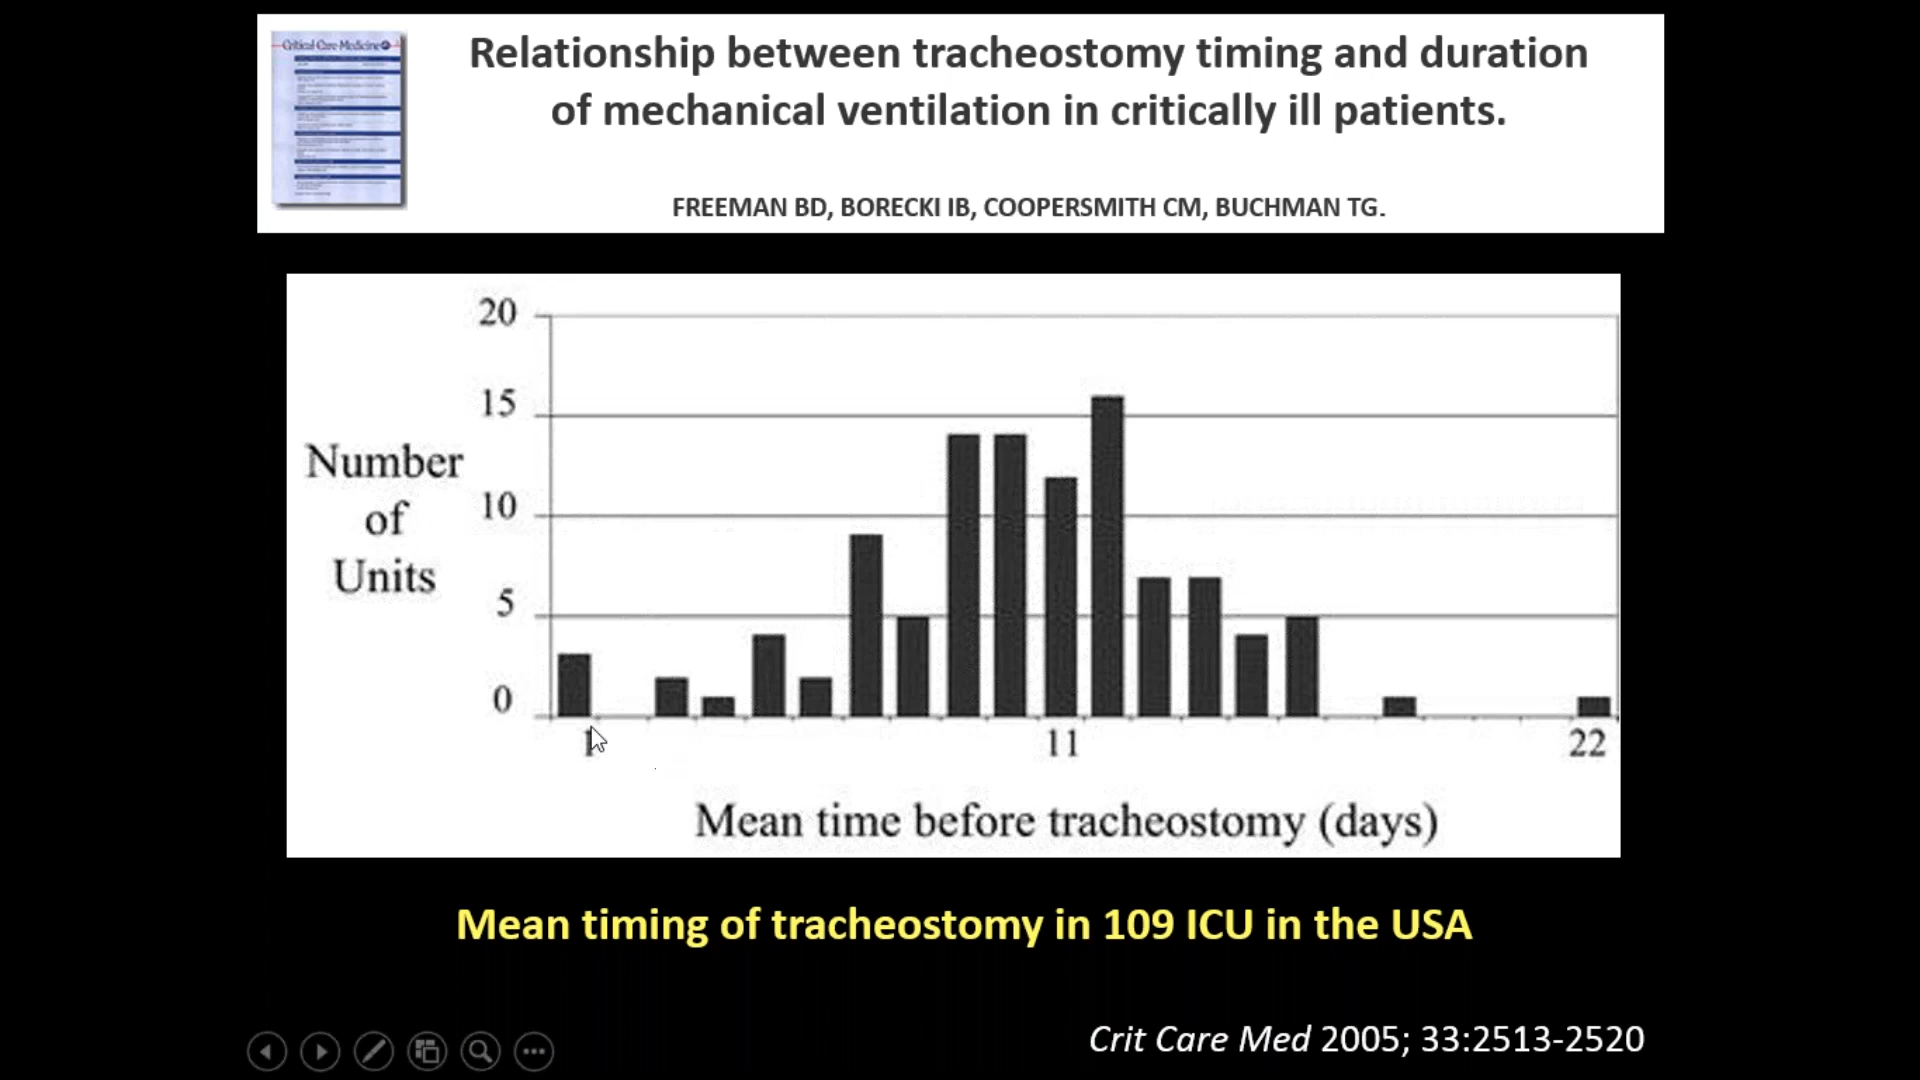 Critical Care Medicine
Relationship between tracheostomy timing and duration
of mechanical ventilation in critically ill patients.
FREEMAN BD, BORECKI IB, COOPERSMITH CM, BUCHMAN TG.
20
15
10
5
0
Number
of
Units
1
11
22
Mean time before tracheostomy (days)
Mean timing of tracheostomy in 109 ICU in the USA
Crit Care Med 2005; 33:2513-2520